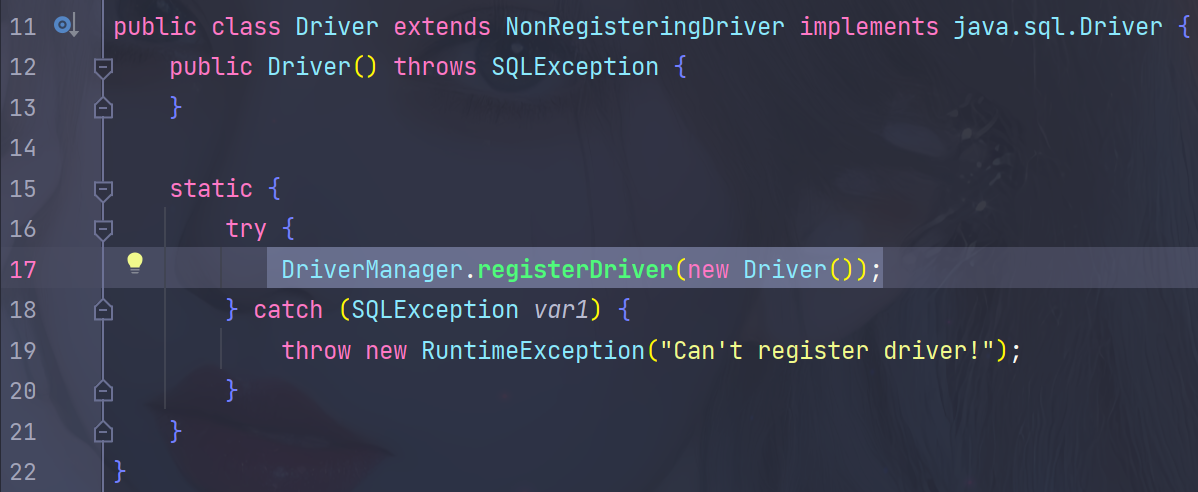 11 public class Driver extends NonRegisteringDriver implements java.sql.Driver {
12     public Driver() throws SQLException {
13     }
14
15     static {
16         try {
17             DriverManager.registerDriver(new Driver());
18         } catch (SQLException var1) {
19             throw new RuntimeException("Can't register driver!");
20         }
21     }
22 }